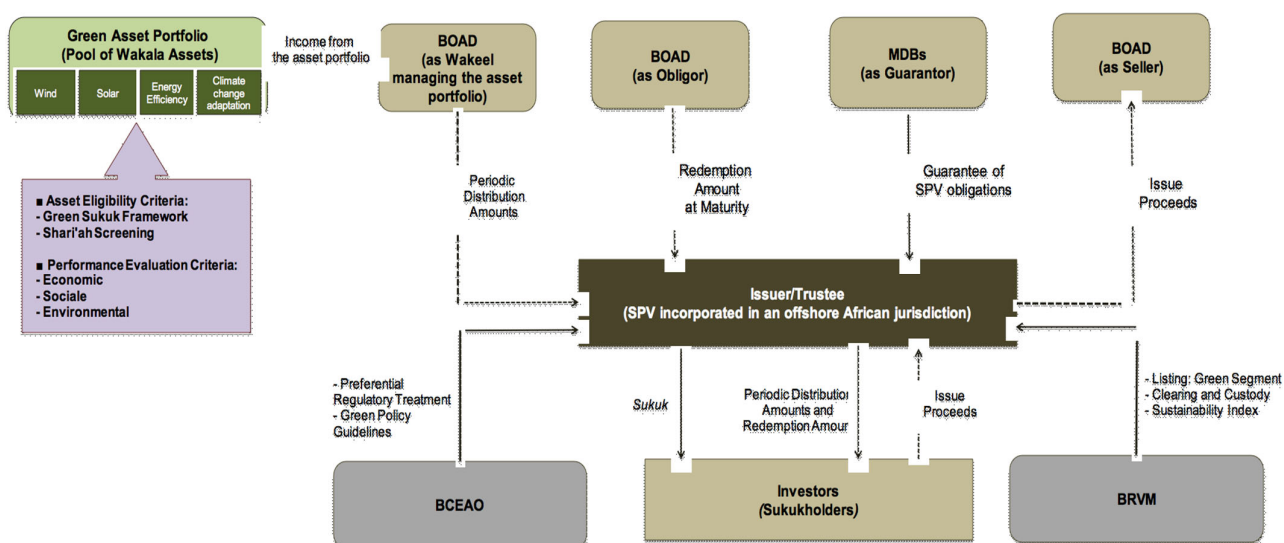 Green Asset Portfolio
(Pool of Wakala Assets)
Wind
Solar
Energy
Efficiency
Climate
change
adaptation
Income from
the asset portfolio
BOAD
(as Wakeel
managing the asset
portfolio)
BOAD
(as Obligor)
MDBs
(as Guarantor)
BOAD
(as Seller)
■ Asset Eligibility Criteria:
- Green Sukuk Framework
- Shari'ah Screening
■ Performance Evaluation Criteria:
- Economic
- Sociale
- Environmental
Periodic
Distribution
Amounts
Redemption
Amount
at Maturity
Guarantee of
SPV obligations
Issue
Proceeds
Issuer/Trustee
(SPV incorporated in an offshore African jurisdiction)
- Preferential
Regulatory Treatment
- Green Policy
Guidelines
Sukuk
Periodic Distribution
Amounts and
Redemption Amour
Issue
Proceeds
- Listing: Green Segment
- Clearing and Custody
- Sustainability Index
BCEAO
Investors
(Sukukholders)
BRVM